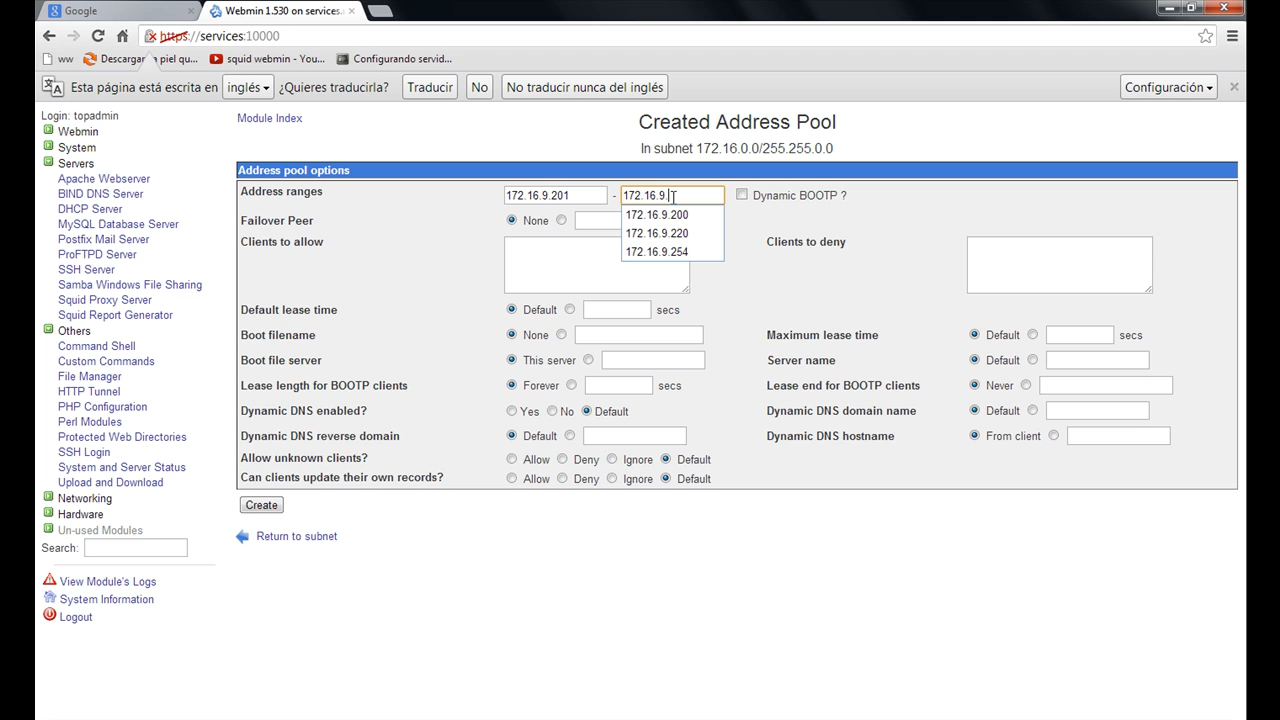 Google
Webmin 1.530 on services.
https://services:10000
ww
Descargar la piel qu...
squid webmin - You...
Configurando servid...
Esta página está escrita en inglés ¿Quieres traducirla? Traducir No No traducir nunca del inglés Configuración
Login: topadmin
Webmin
System
Servers
Apache Webserver
BIND DNS Server
DHCP Server
MySQL Database Server
Postfix Mail Server
ProFTPD Server
SSH Server
Samba Windows File Sharing
Squid Proxy Server
Squid Report Generator
Others
Command Shell
Custom Commands
File Manager
HTTP Tunnel
PHP Configuration
Perl Modules
Protected Web Directories
SSH Login
System and Server Status
Upload and Download
Networking
Hardware
Un-used Modules
Search:
View Module's Logs
System Information
Logout
Module Index
Created Address Pool
In subnet 172.16.0.0/255.255.0.0
Address pool options
Address ranges 172.16.9.201 - 172.16.9. Dynamic BOOTP ?
172.16.9.200
172.16.9.220
172.16.9.254
Failover Peer None
Clients to allow Clients to deny
Default lease time Default secs
Boot filename None Maximum lease time Default secs
Boot file server This server Server name Default
Lease length for BOOTP clients Forever secs Lease end for BOOTP clients Never
Dynamic DNS enabled? Yes No Default Dynamic DNS domain name Default
Dynamic DNS reverse domain Default Dynamic DNS hostname From client
Allow unknown clients? Allow Deny Ignore Default
Can clients update their own records? Allow Deny Ignore Default
Create
Return to subnet